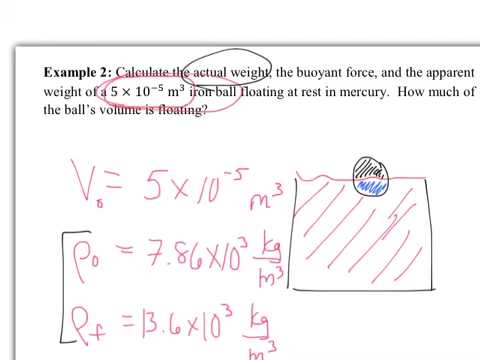 Example 2: Calculate the actual weight, the buoyant force, and the apparent
weight of a 5 × 10⁻⁵ m³ iron ball floating at rest in mercury. How much of
the ball's volume is floating?
V₀ = 5 × 10⁻⁵ m³
ρ₀ = 7.86 × 10³ kg/m³
ρf = 13.6 × 10³ kg/m³